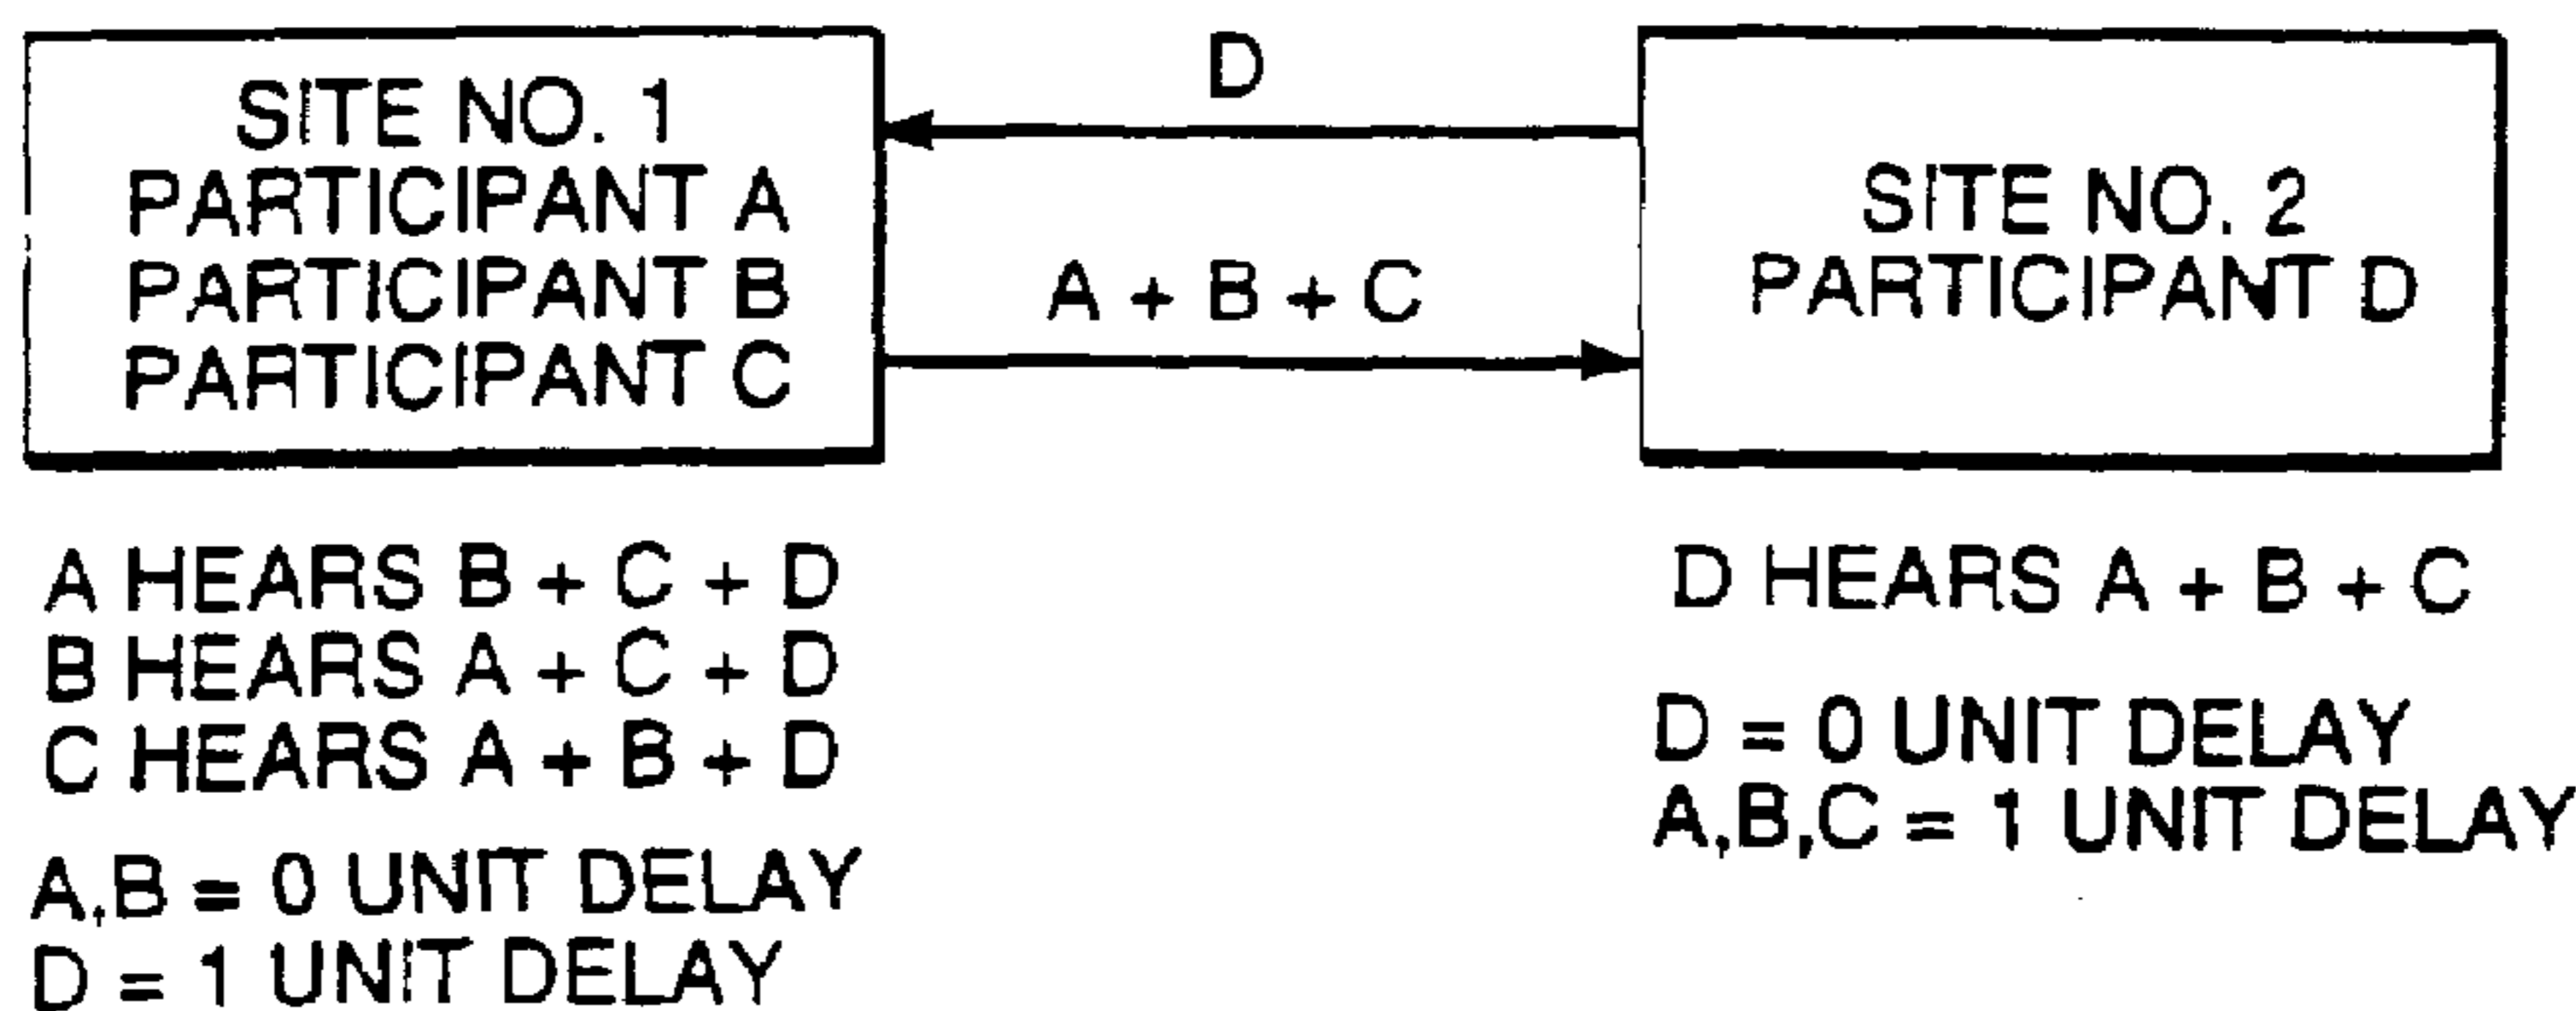 SITE NO. 1
PARTICIPANT A
PARTICIPANT B
PARTICIPANT C
D
A + B + C
SITE NO. 2
PARTICIPANT D
A HEARS B + C + D
B HEARS A + C + D
C HEARS A + B + D
A,B = 0 UNIT DELAY
D = 1 UNIT DELAY
D HEARS A + B + C
D = 0 UNIT DELAY
A,B,C = 1 UNIT DELAY